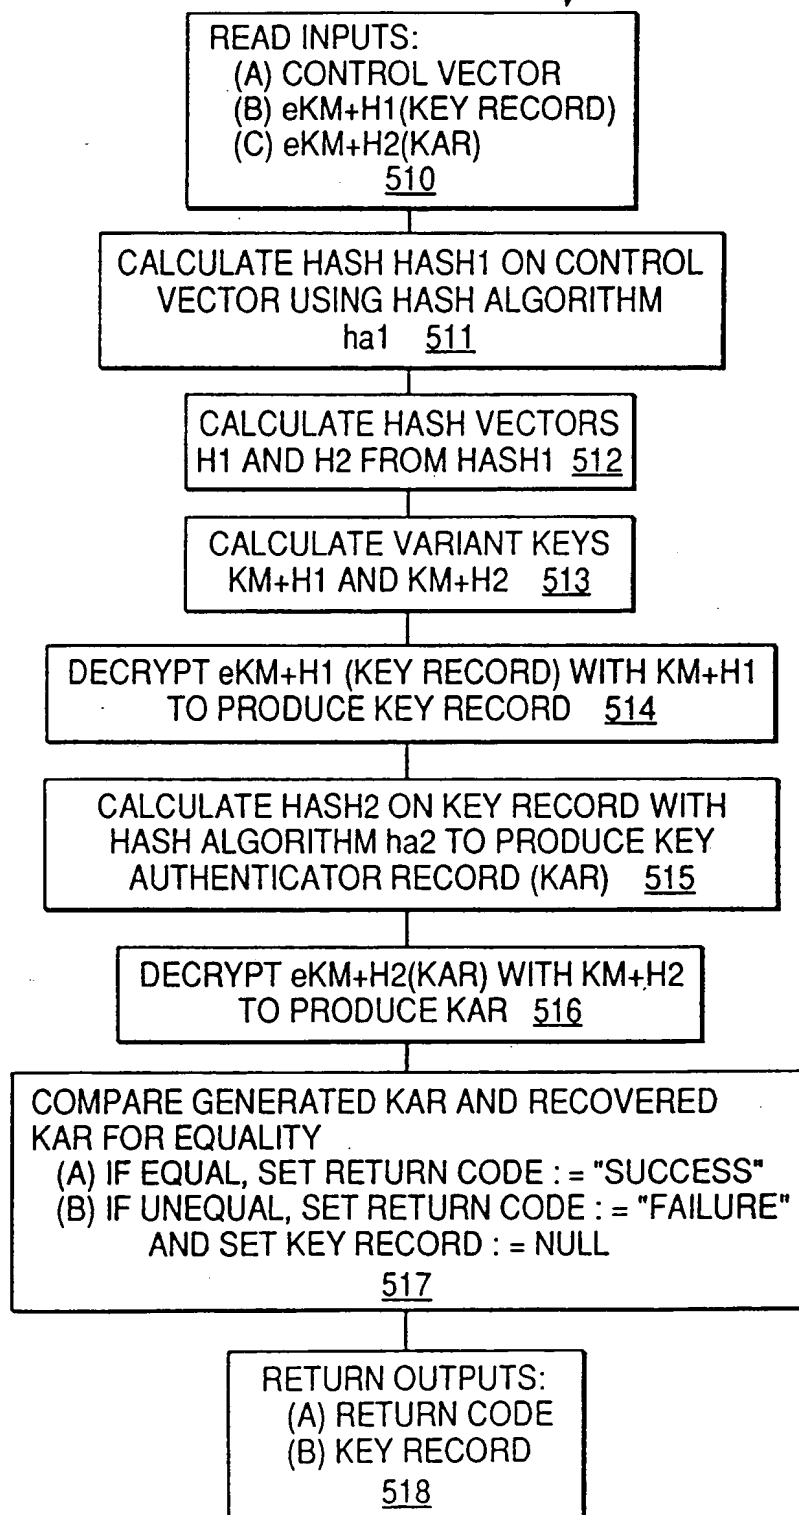 READ INPUTS:
(A) CONTROL VECTOR
(B) eKM+H1(KEY RECORD)
(C) eKM+H2(KAR)
510
CALCULATE HASH HASH1 ON CONTROL
VECTOR USING HASH ALGORITHM
ha1 511
CALCULATE HASH VECTORS
H1 AND H2 FROM HASH1 512
CALCULATE VARIANT KEYS
KM+H1 AND KM+H2 513
DECRYPT eKM+H1 (KEY RECORD) WITH KM+H1
TO PRODUCE KEY RECORD 514
CALCULATE HASH2 ON KEY RECORD WITH
HASH ALGORITHM ha2 TO PRODUCE KEY
AUTHENTICATOR RECORD (KAR) 515
DECRYPT eKM+H2(KAR) WITH KM+H2
TO PRODUCE KAR 516
COMPARE GENERATED KAR AND RECOVERED
KAR FOR EQUALITY
(A) IF EQUAL, SET RETURN CODE : = "SUCCESS"
(B) IF UNEQUAL, SET RETURN CODE : = "FAILURE"
AND SET KEY RECORD : = NULL
517
RETURN OUTPUTS:
(A) RETURN CODE
(B) KEY RECORD
518